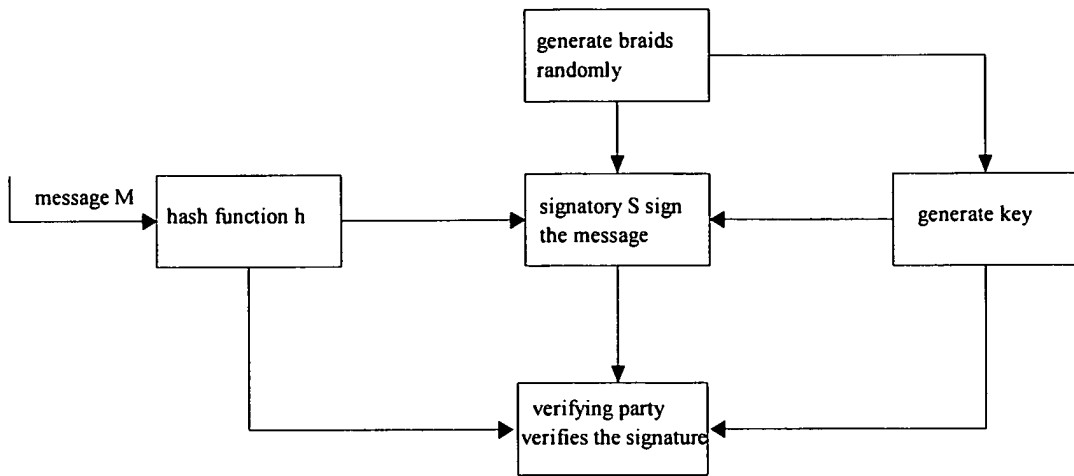 generate braids
randomly
message M
hash function h
signatory S sign
the message
generate key
verifying party
verifies the signature